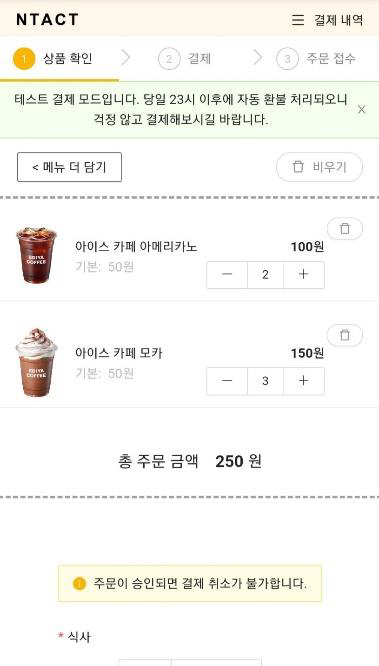 NTACT
결제 내역
1 상품 확인
2 결제
3 주문 접수
테스트 결제 모드입니다. 당일 23시 이후에 자동 환불 처리되오니
걱정 않고 결제해보시길 바랍니다.
< 메뉴 더 담기
비우기
아이스 카페 아메리카노
100원
기본: 50원
2
EDIYA
COFFEE
아이스 카페 모카
150원
기본: 50원
3
EDIYA
COFFEE
총 주문 금액 250 원
주문이 승인되면 결제 취소가 불가합니다.
* 식사